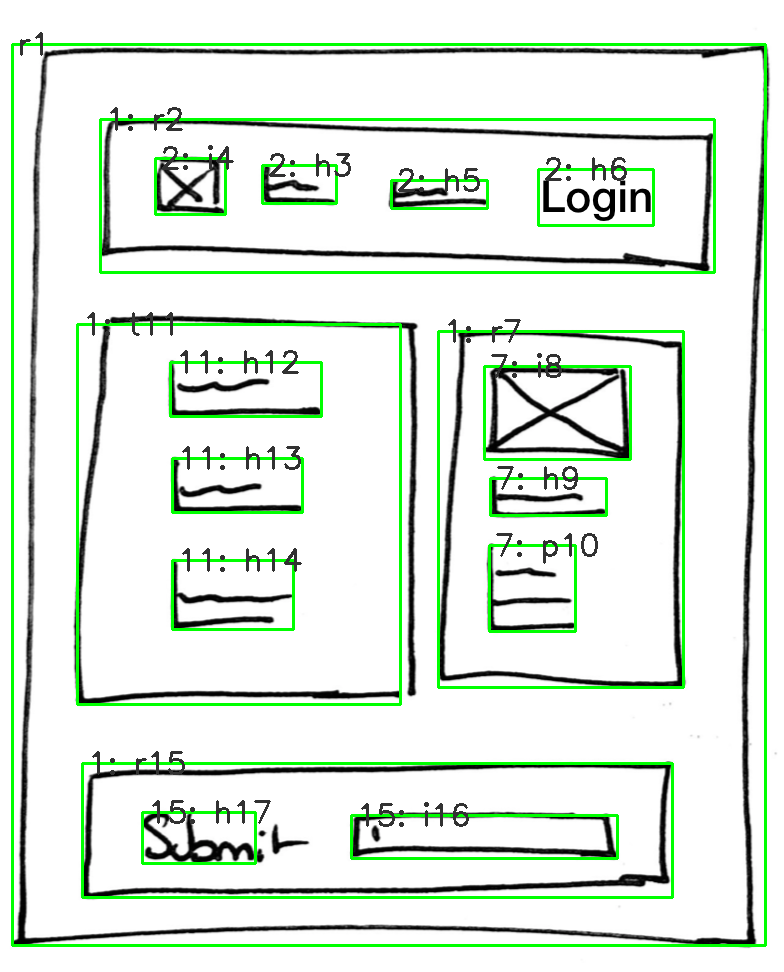 r1
1: r2
2: i4 2: h3 2: h5 2: h6
Login
1: t11 1: r7
11: h12 7: i8
11: h13 7: h9
11: h14 7: p10
1: r15
15: h17 15: i16
Submit